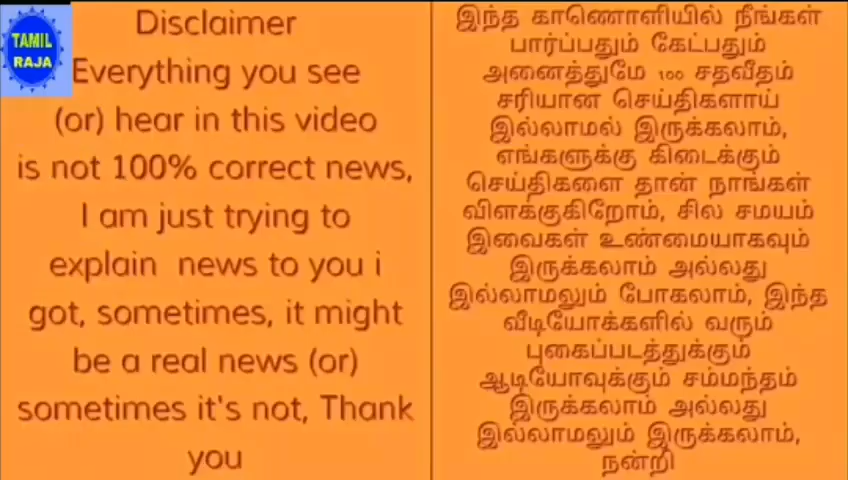 TAMIL
RAJA
Disclaimer
Everything you see
(or) hear in this video
is not 100% correct news,
I am just trying to
explain news to you i
got, sometimes, it might
be a real news (or)
sometimes it's not, Thank
you
இந்த காணொளியில் நீங்கள்
பார்ப்பதும் கேட்பதும்
அனைத்துமே 100 சதவீதம்
சரியான செய்திகளாய்
இல்லாமல் இருக்கலாம்,
எங்களுக்கு கிடைக்கும்
செய்திகளை தான் நாங்கள்
விளக்குகிறோம், சில சமயம்
இவைகள் உண்மையாகவும்
இருக்கலாம் அல்லது
இல்லாமலும் போகலாம், இந்த
வீடியோக்களில் வரும்
புகைப்படத்துக்கும்
ஆடியோவுக்கும் சம்மந்தம்
இருக்கலாம் அல்லது
இல்லாமலும் இருக்கலாம்,
நன்றி